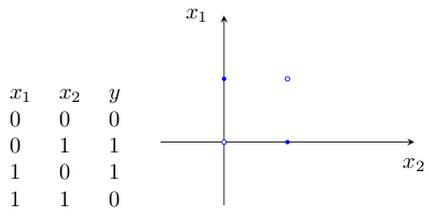 x₁
x₁ x₂ y
0 0 0
0 1 1
1 0 1
1 1 0
x₂